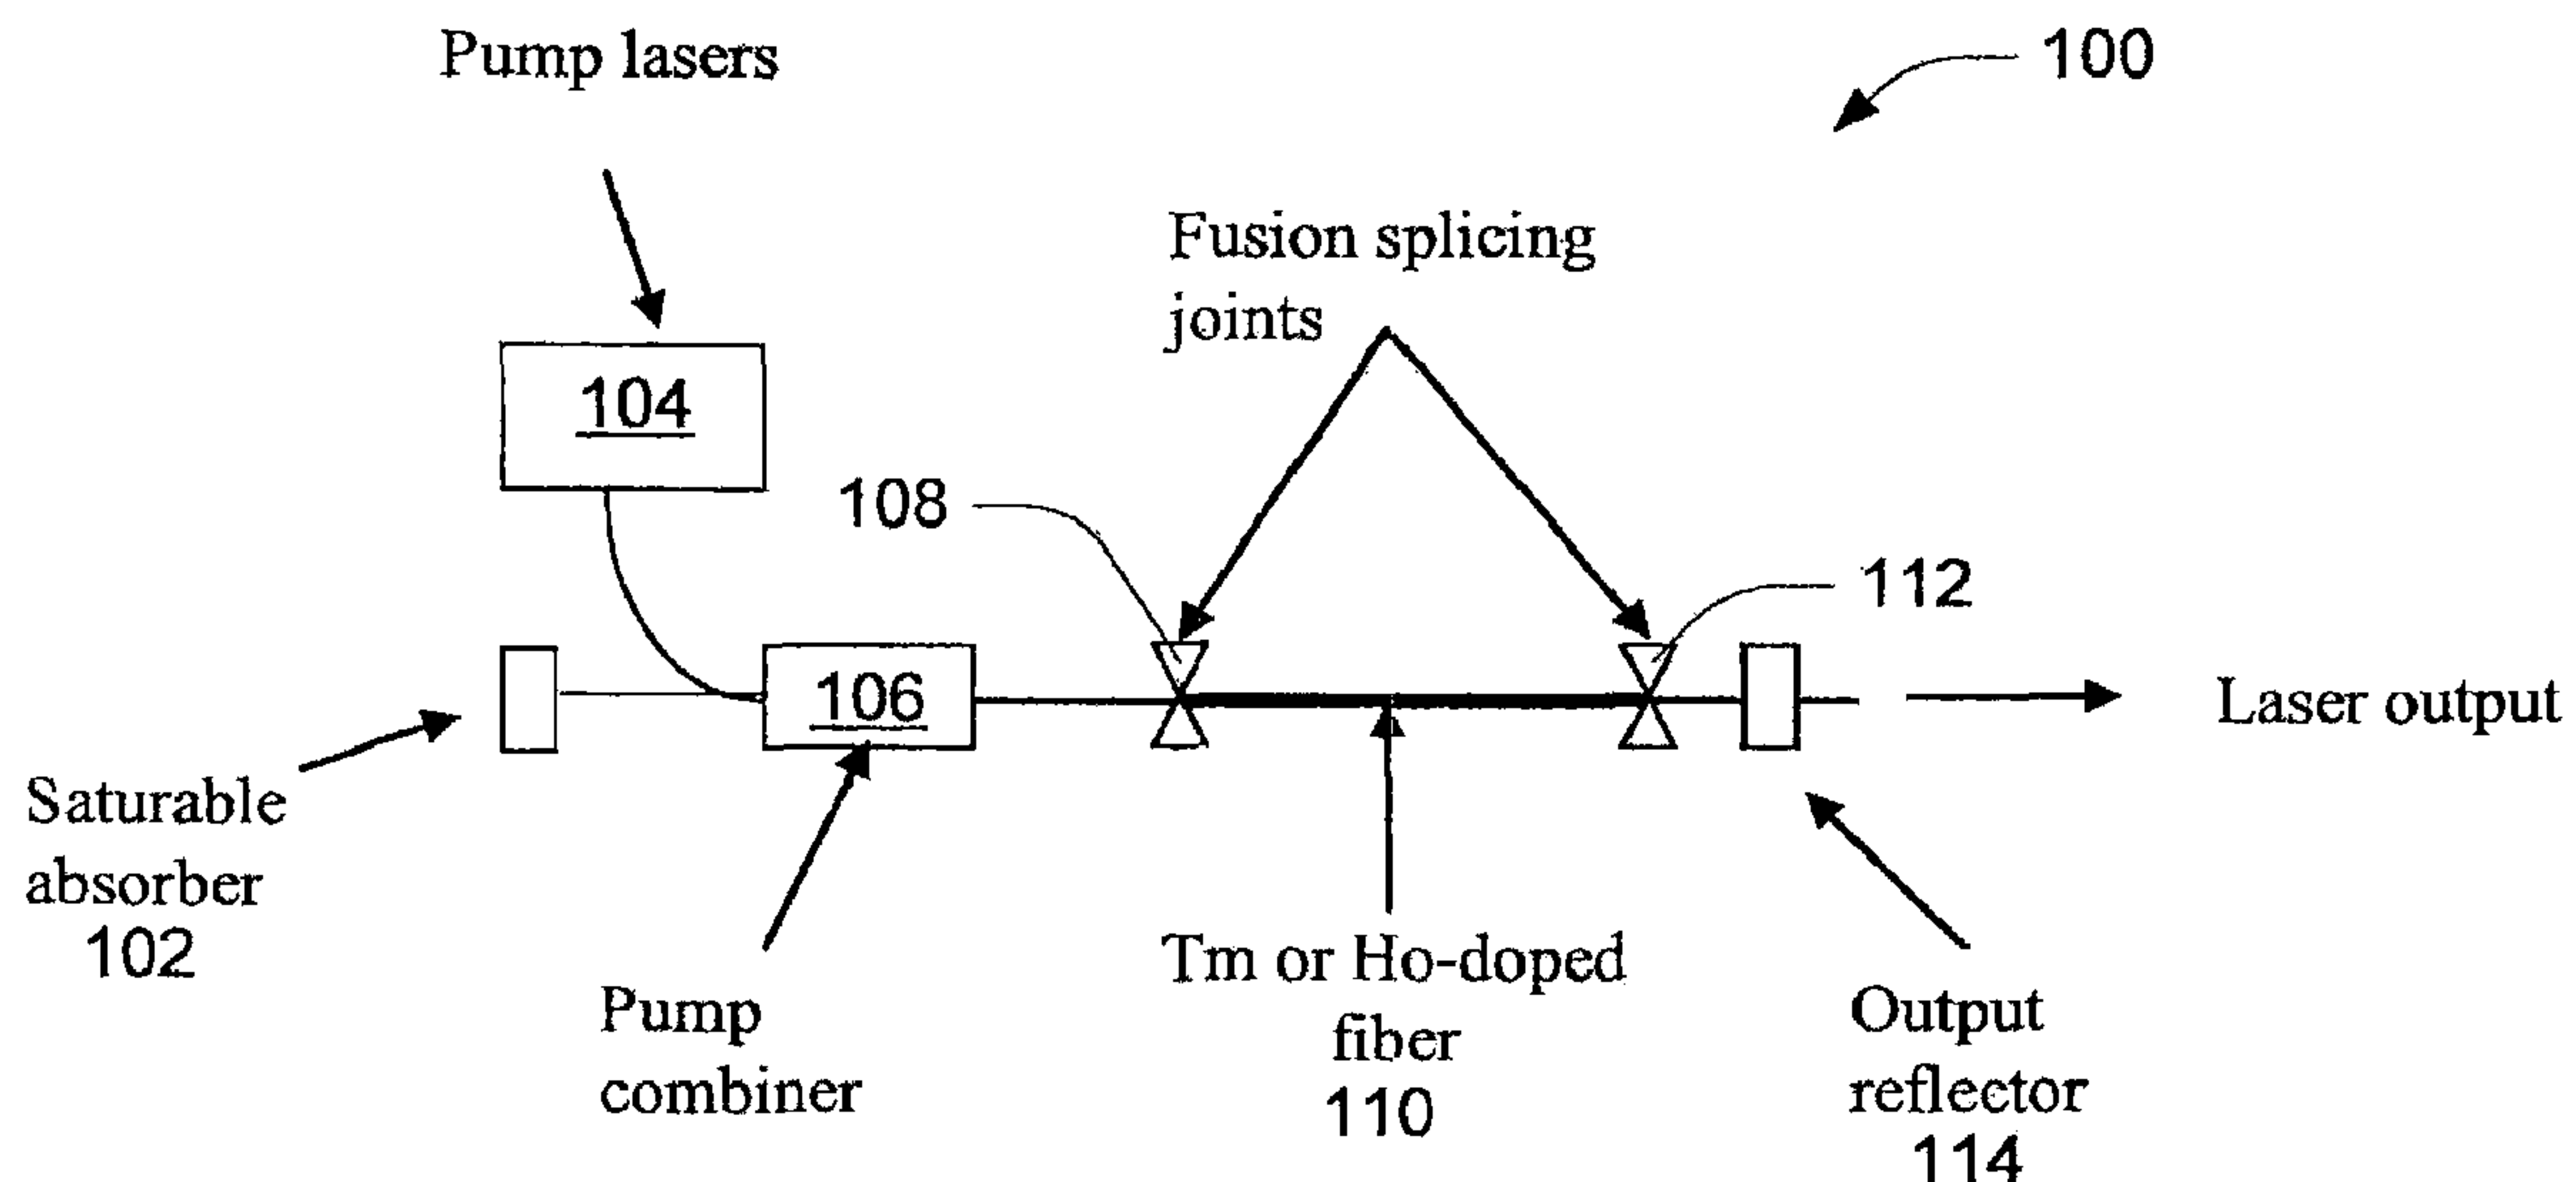 Pump lasers
100
Fusion splicing
joints
104
108
112
106
Laser output
Saturable
absorber
102
Pump
combiner
Tm or Ho-doped
fiber
110
Output
reflector
114